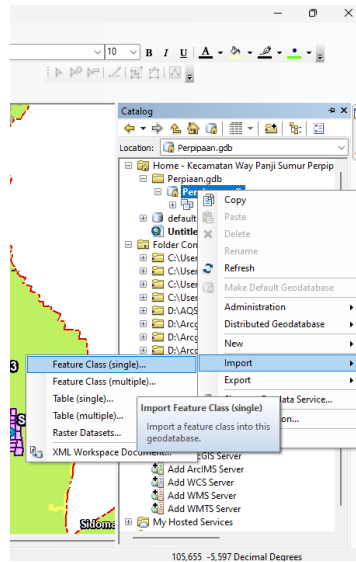 10
B I U A
Catalog
Location: Perpipaan.gdb
Home - Kecamatan Way Panji Sumur Perpip
Perpiaan.gdb
Copy
Paste
default
Delete
Untitle
Rename
Folder Con
C:\User
Refresh
C:\User
C:\User
Make Default Geodatabase
C:\User
Administration
D:\AQS
Distributed Geodatabase
D:\Arcg
D:\Arcc
New
3
Feature Class (single)...
Import
Feature Class (multiple)...
Export
Table (single)...
Import Feature Class (single)
Table (multiple)...
Import a feature class into this
geodatabase.
Raster Datasets...
XML Workspace Document...
S
Add ArcIMS Server
Add WCS Server
Add WMS Server
Add WMTS Server
Sidoma
My Hosted Services
105,655 -5,597 Decimal Degrees